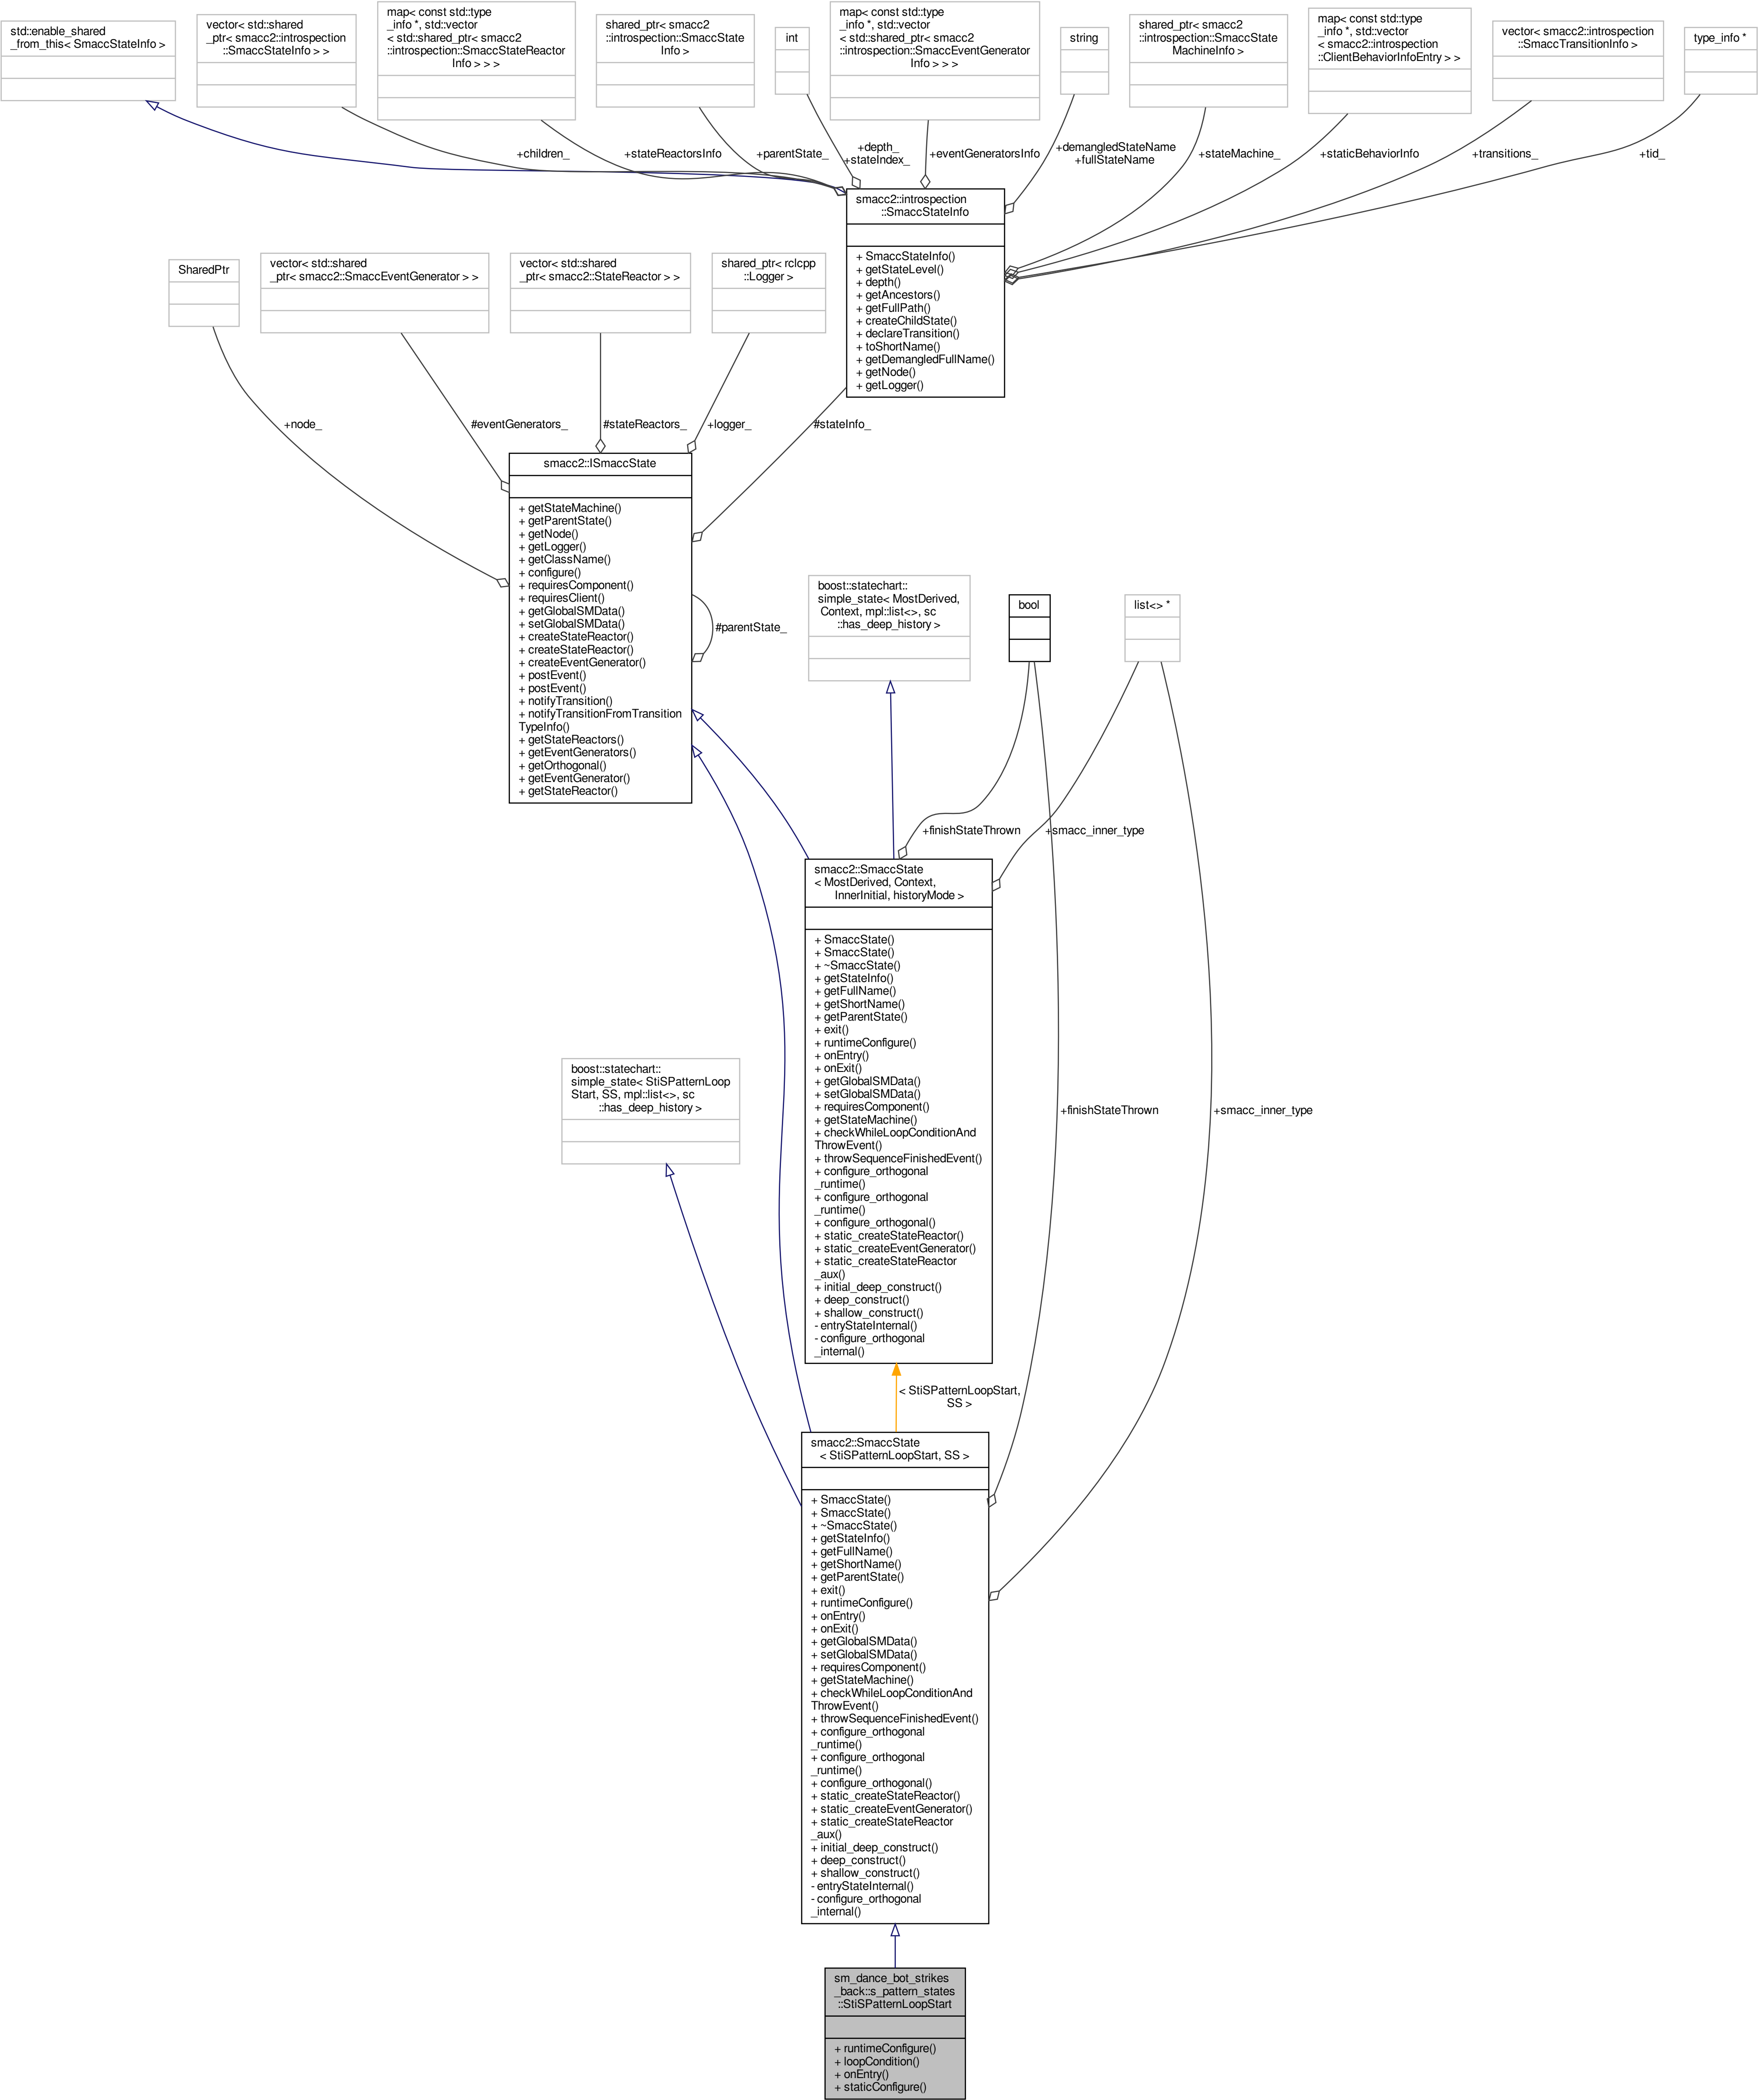 std::enable_shared
_from_this< SmaccStateInfo >
vector< std::shared
_ptr< smacc2::introspection
::SmaccStateInfo > >
map< const std::type
_info *, std::vector
< std::shared_ptr< smacc2
::introspection::SmaccStateReactor
Info > > >
shared_ptr< smacc2
::introspection::SmaccState
Info >
int
map< const std::type
_info *, std::vector
< std::shared_ptr< smacc2
::introspection::SmaccEventGenerator
Info > > >
string
shared_ptr< smacc2
::introspection::SmaccState
MachineInfo >
map< const std::type
_info *, std::vector
< smacc2::introspection
::ClientBehaviorInfoEntry > >
vector< smacc2::introspection
::SmaccTransitionInfo >
type_info *
+children_
+stateReactorsInfo
+parentState_
+depth_
+stateIndex_
+eventGeneratorsInfo
+demangledStateName
+fullStateName
+stateMachine_
+staticBehaviorInfo
+transitions_
+tid_
smacc2::introspection
::SmaccStateInfo
+ SmaccStateInfo()
+ getStateLevel()
+ depth()
+ getAncestors()
+ getFullPath()
+ createChildState()
+ declareTransition()
+ toShortName()
+ getDemangledFullName()
+ getNode()
+ getLogger()
SharedPtr
vector< std::shared
_ptr< smacc2::SmaccEventGenerator > >
vector< std::shared
_ptr< smacc2::StateReactor > >
shared_ptr< rclcpp
::Logger >
+node_
#eventGenerators_
#stateReactors_
+logger_
#stateInfo_
smacc2::ISmaccState
+ getStateMachine()
+ getParentState()
+ getNode()
+ getLogger()
+ getClassName()
+ configure()
+ requiresComponent()
+ requiresClient()
+ getGlobalSMData()
+ setGlobalSMData()
+ createStateReactor()
+ createStateReactor()
+ createEventGenerator()
+ postEvent()
+ postEvent()
+ notifyTransition()
+ notifyTransitionFromTransition
TypeInfo()
+ getStateReactors()
+ getEventGenerators()
+ getOrthogonal()
+ getEventGenerator()
+ getStateReactor()
#parentState_
boost::statechart::
simple_state< MostDerived,
Context, mpl::list<>, sc
::has_deep_history >
bool
list<> *
+finishStateThrown
+smacc_inner_type
smacc2::SmaccState
< MostDerived, Context,
InnerInitial, historyMode >
+ SmaccState()
+ SmaccState()
+ ~SmaccState()
+ getStateInfo()
+ getFullName()
+ getShortName()
+ getParentState()
+ exit()
+ runtimeConfigure()
+ onEntry()
+ onExit()
+ getGlobalSMData()
+ setGlobalSMData()
+ requiresComponent()
+ getStateMachine()
+ checkWhileLoopConditionAnd
ThrowEvent()
+ throwSequenceFinishedEvent()
+ configure_orthogonal
_runtime()
+ configure_orthogonal
_runtime()
+ configure_orthogonal()
+ static_createStateReactor()
+ static_createEventGenerator()
+ static_createStateReactor
_aux()
+ initial_deep_construct()
+ deep_construct()
+ shallow_construct()
- entryStateInternal()
- configure_orthogonal
_internal()
boost::statechart::
simple_state< StiSPatternLoop
Start, SS, mpl::list<>, sc
::has_deep_history >
+finishStateThrown
+smacc_inner_type
< StiSPatternLoopStart,
SS >
smacc2::SmaccState
< StiSPatternLoopStart, SS >
+ SmaccState()
+ SmaccState()
+ ~SmaccState()
+ getStateInfo()
+ getFullName()
+ getShortName()
+ getParentState()
+ exit()
+ runtimeConfigure()
+ onEntry()
+ onExit()
+ getGlobalSMData()
+ setGlobalSMData()
+ requiresComponent()
+ getStateMachine()
+ checkWhileLoopConditionAnd
ThrowEvent()
+ throwSequenceFinishedEvent()
+ configure_orthogonal
_runtime()
+ configure_orthogonal
_runtime()
+ configure_orthogonal()
+ static_createStateReactor()
+ static_createEventGenerator()
+ static_createStateReactor
_aux()
+ initial_deep_construct()
+ deep_construct()
+ shallow_construct()
- entryStateInternal()
- configure_orthogonal
_internal()
sm_dance_bot_strikes
_back::s_pattern_states
::StiSPatternLoopStart
+ runtimeConfigure()
+ loopCondition()
+ onEntry()
+ staticConfigure()